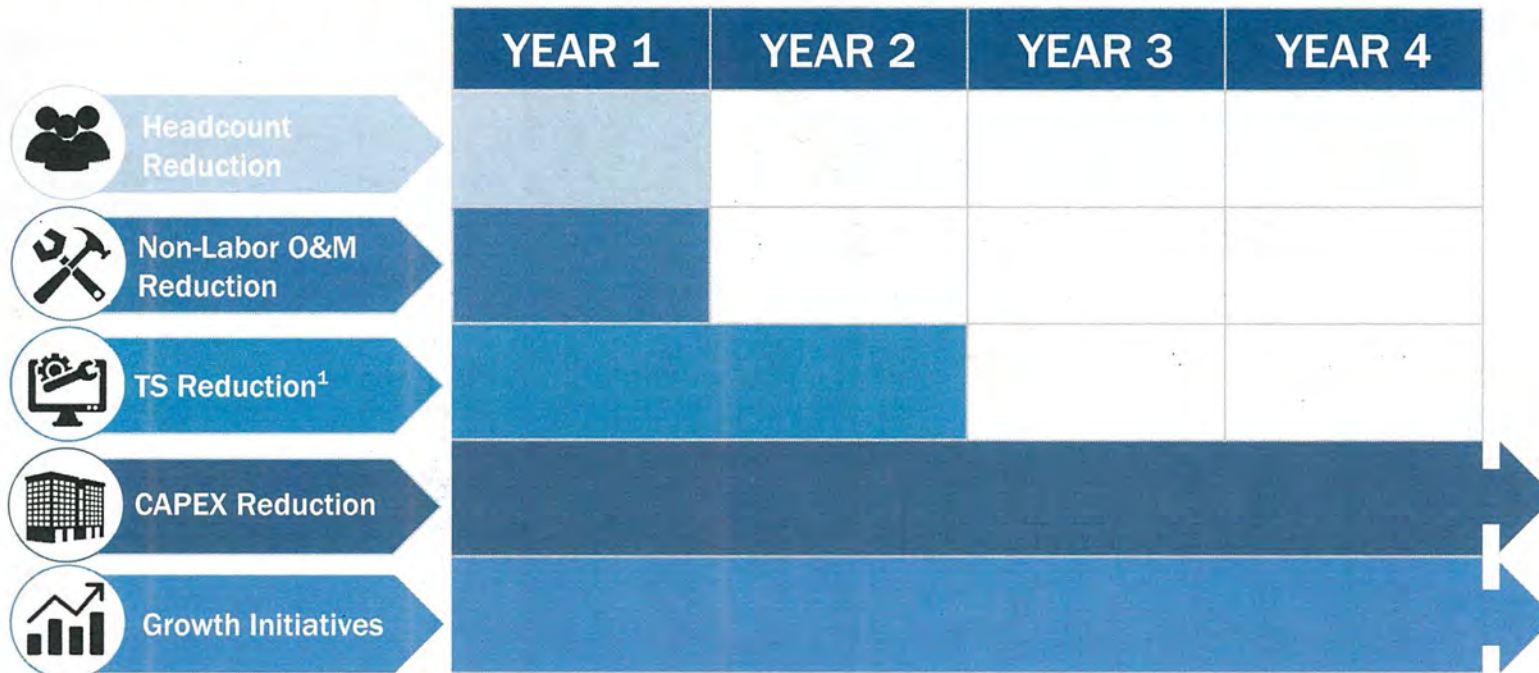 YEAR 1 YEAR 2 YEAR 3 YEAR 4
Headcount
Reduction
Non-Labor O&M
Reduction
TS Reduction¹
CAPEX Reduction
Growth Initiatives